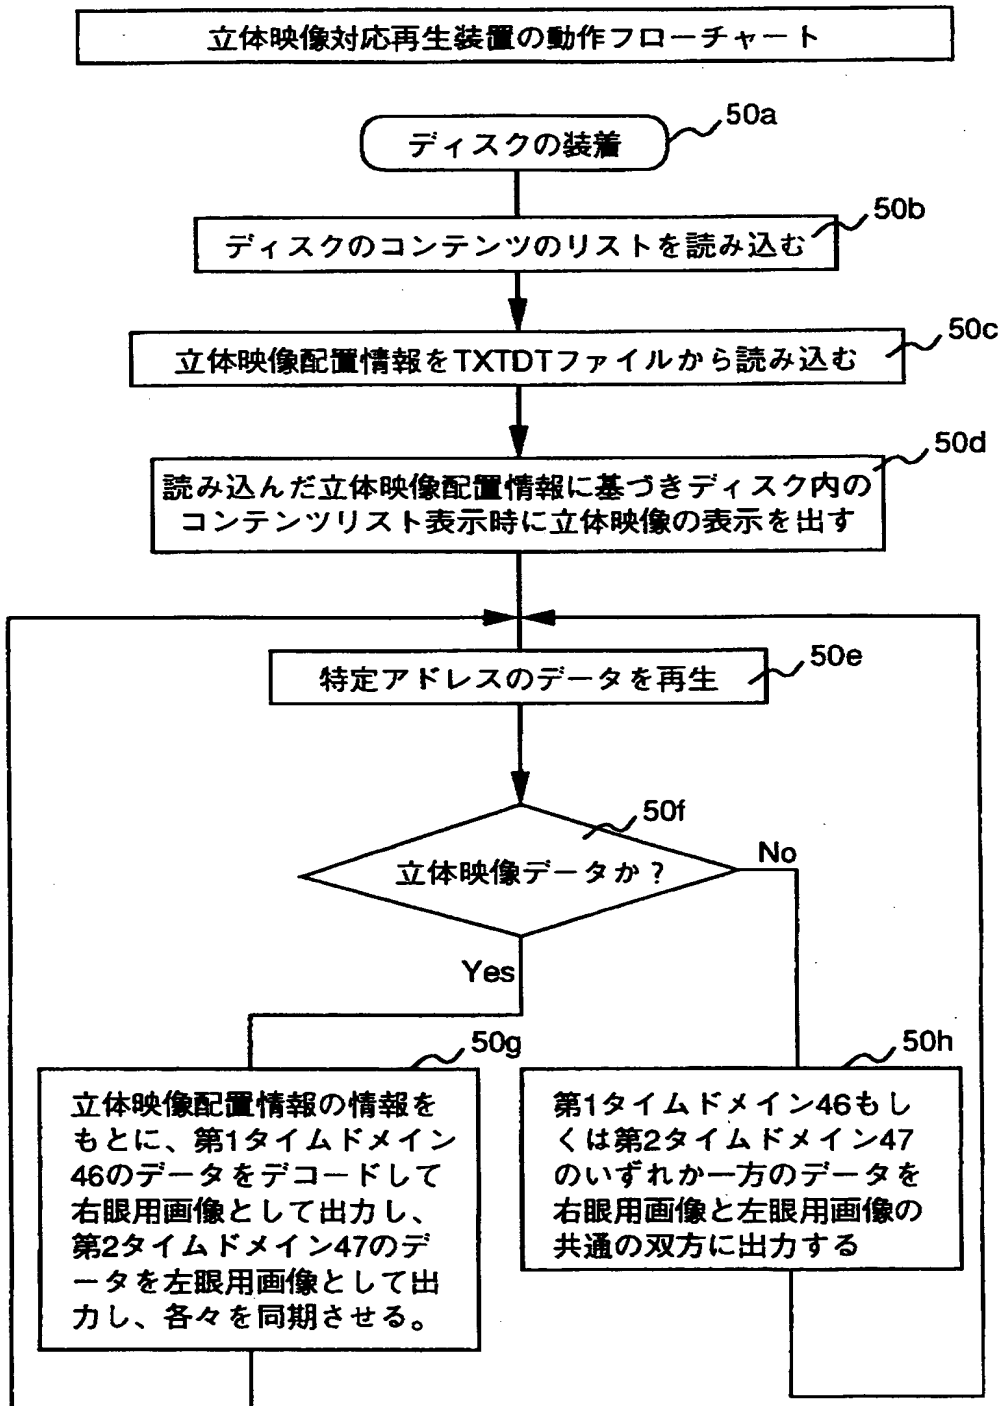 立体映像対応再生装置の動作フローチャート
50a
ディスクの装着
50b
ディスクのコンテンツのリストを読み込む
50c
立体映像配置情報をTXTDTファイルから読み込む
50d
読み込んだ立体映像配置情報に基づきディスク内の
コンテンツリスト表示時に立体映像の表示を出す
50e
特定アドレスのデータを再生
50f
立体映像データか?
No
Yes
50g
立体映像配置情報の情報を
もとに、第1タイムドメイン
46のデータをデコードして
右眼用画像として出力し、
第2タイムドメイン47のデ
ータを左眼用画像として出
力し、各々を同期させる。
50h
第1タイムドメイン46もし
くは第2タイムドメイン47
のいずれか一方のデータを
右眼用画像と左眼用画像の
共通の双方に出力する